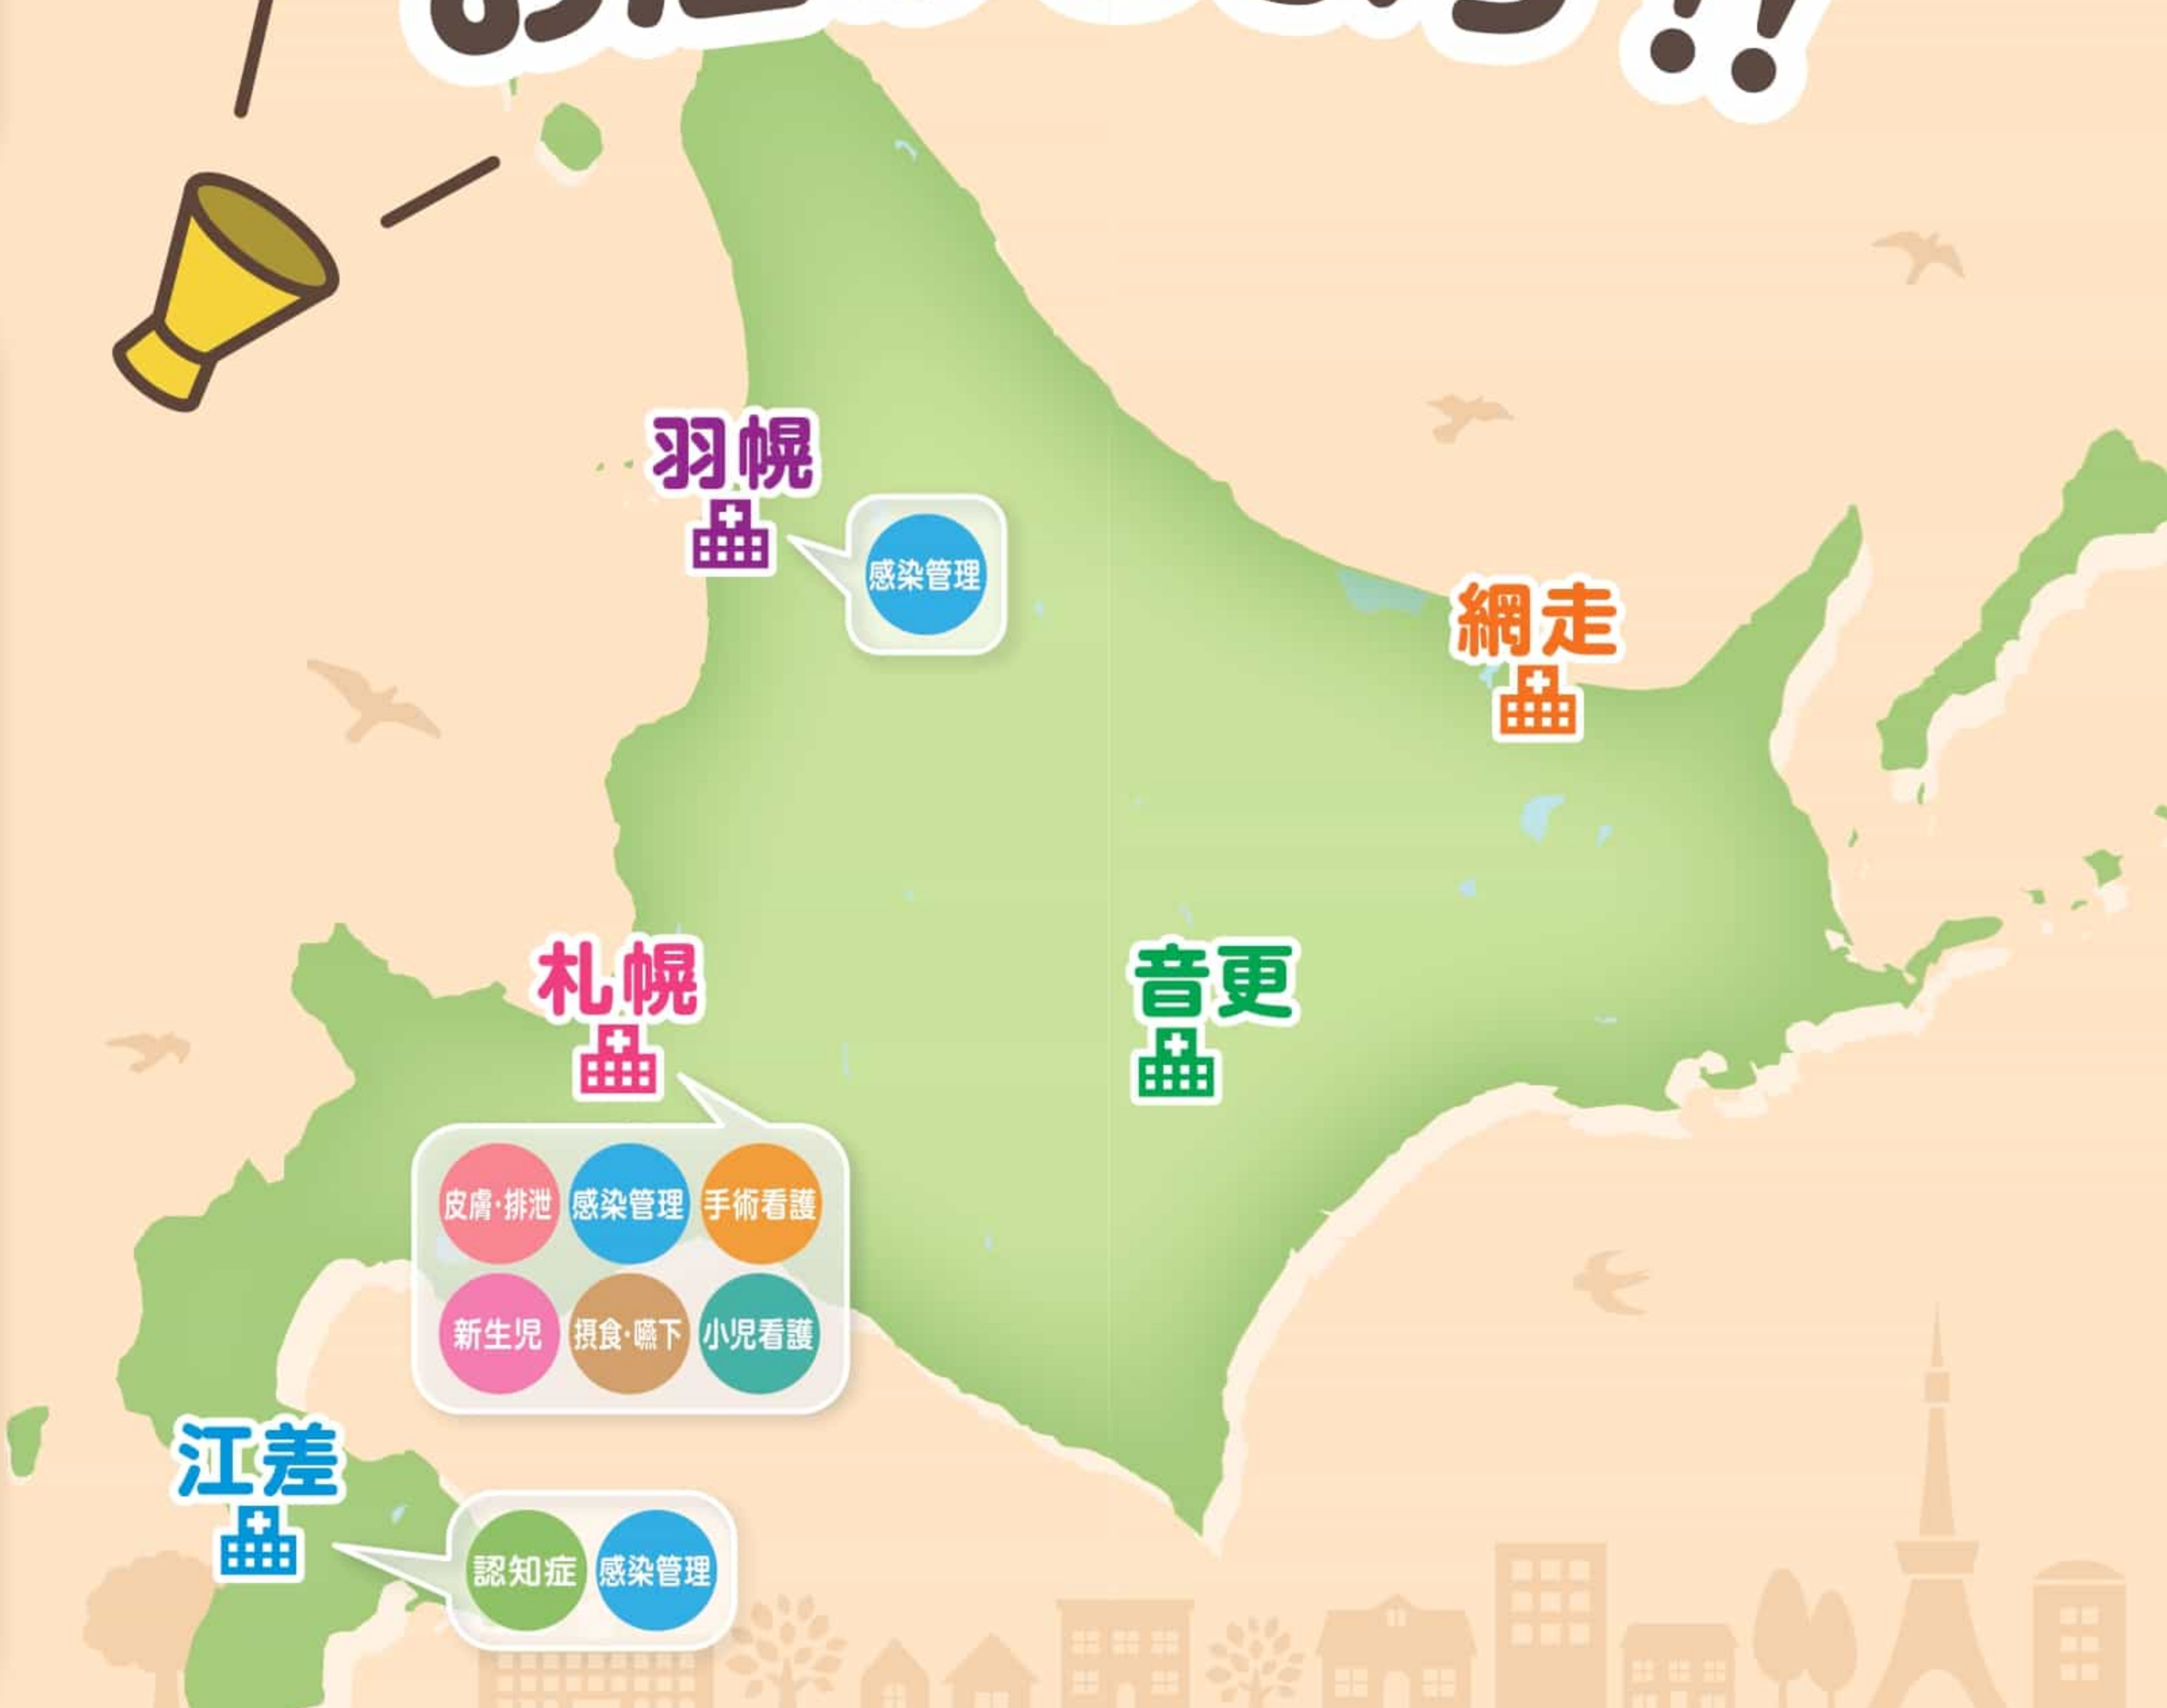 羽幌
感染管理
網走
札幌
音更
皮膚・排泄
感染管理
手術看護
新生児
摂食・嚥下
小児看護
江差
認知症
感染管理